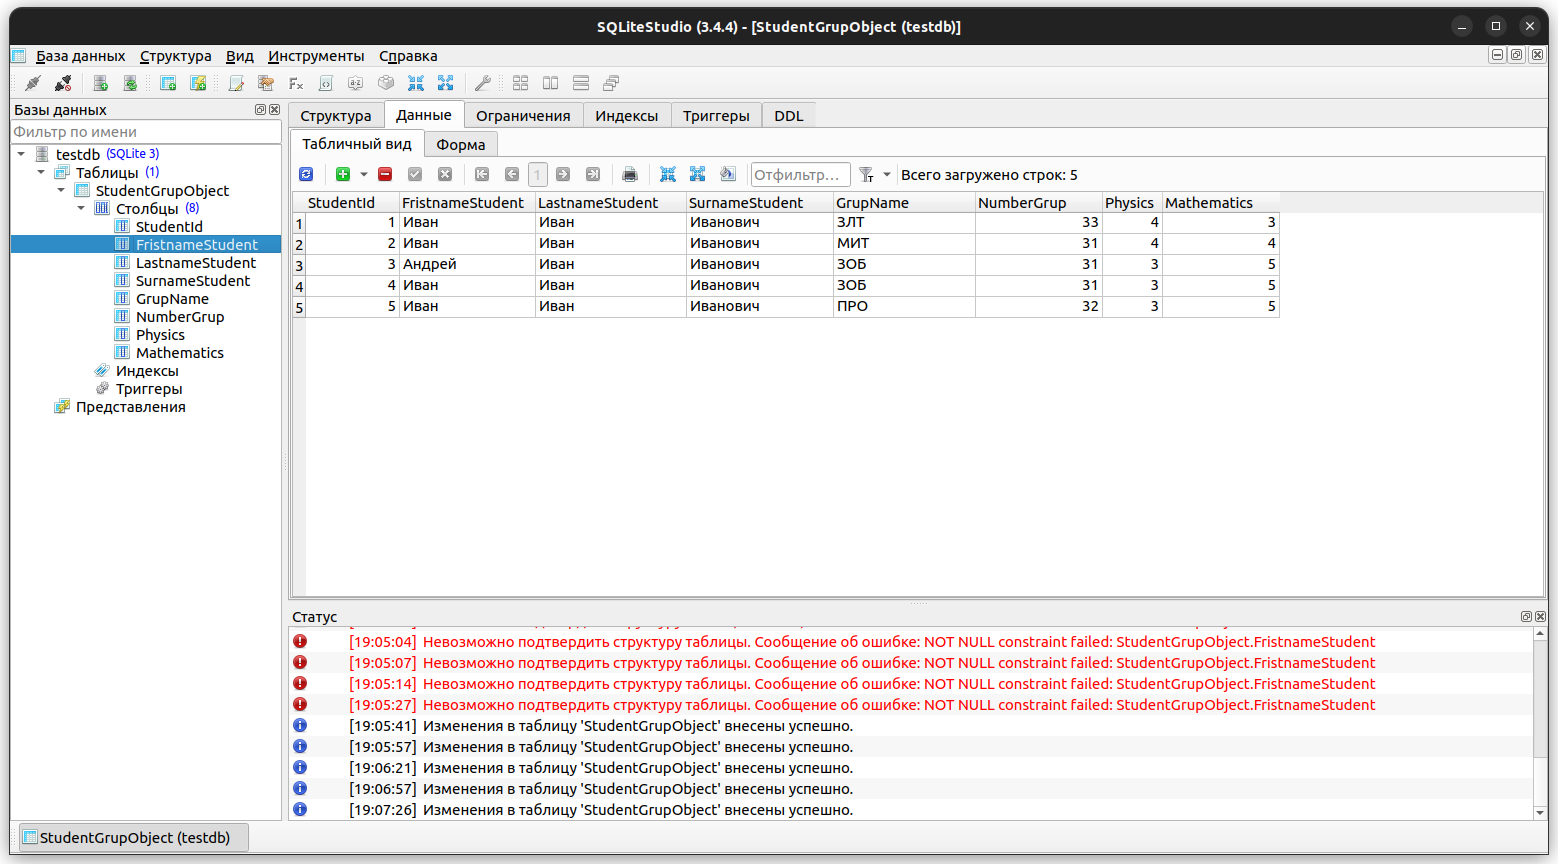 SQLiteStudio (3.4.4) - [StudentGrupObject (testdb)]
База данных Структура Вид Инструменты Справка
Базы данных
Фильтр по имени
testdb (SQLite 3)
Таблицы (1)
StudentGrupObject
Столбцы (8)
StudentId
FristnameStudent
LastnameStudent
SurnameStudent
GrupName
NumberGrup
Physics
Mathematics
Индексы
Триггеры
Представления
Структура Данные Ограничения Индексы Триггеры DDL
Табличный вид Форма
1 Отфильтр... Всего загружено строк: 5
StudentId FristnameStudent LastnameStudent SurnameStudent GrupName NumberGrup Physics Mathematics
1 1 Иван Иван Иванович ЗЛТ 33 4 3
2 2 Иван Иван Иванович МИТ 31 4 4
3 3 Андрей Иван Иванович ЗОБ 31 3 5
4 4 Иван Иван Иванович ЗОБ 31 3 5
5 5 Иван Иван Иванович ПРО 32 3 5
Статус
[19:05:04] Невозможно подтвердить структуру таблицы. Сообщение об ошибке: NOT NULL constraint failed: StudentGrupObject.FristnameStudent
[19:05:07] Невозможно подтвердить структуру таблицы. Сообщение об ошибке: NOT NULL constraint failed: StudentGrupObject.FristnameStudent
[19:05:14] Невозможно подтвердить структуру таблицы. Сообщение об ошибке: NOT NULL constraint failed: StudentGrupObject.FristnameStudent
[19:05:27] Невозможно подтвердить структуру таблицы. Сообщение об ошибке: NOT NULL constraint failed: StudentGrupObject.FristnameStudent
[19:05:41] Изменения в таблицу 'StudentGrupObject' внесены успешно.
[19:05:57] Изменения в таблицу 'StudentGrupObject' внесены успешно.
[19:06:21] Изменения в таблицу 'StudentGrupObject' внесены успешно.
[19:06:57] Изменения в таблицу 'StudentGrupObject' внесены успешно.
[19:07:26] Изменения в таблицу 'StudentGrupObject' внесены успешно.
StudentGrupObject (testdb)